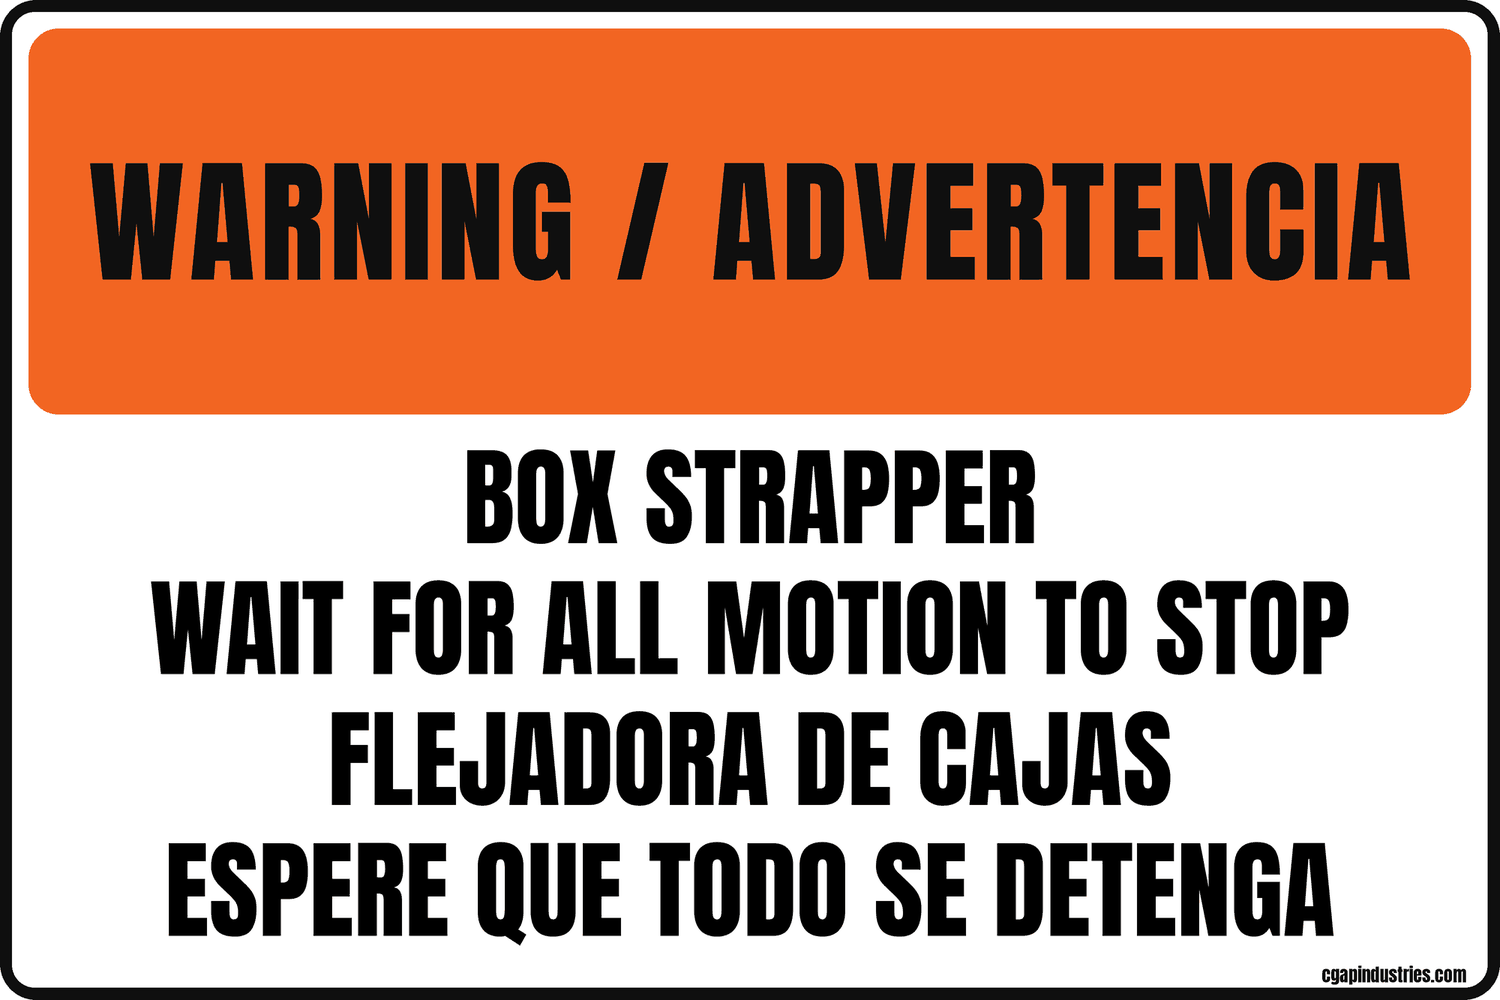 WARNING / ADVERTENCIA
BOX STRAPPER
WAIT FOR ALL MOTION TO STOP
FLEJADORA DE CAJAS
ESPERE QUE TODO SE DETENGA
cgapindustries.com